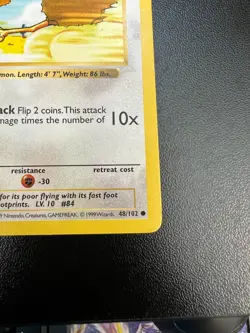 mon. Length: 4' 7", Weight: 86 lbs.
ack Flip 2 coins. This attack
mage times the number of 10x
resistance retreat cost
-30
for its poor flying with its fast foot
otprints. LV. 10 #84
Nintendo, Creatures, GAMEFREAK. © 1999 Wizards. 48/102